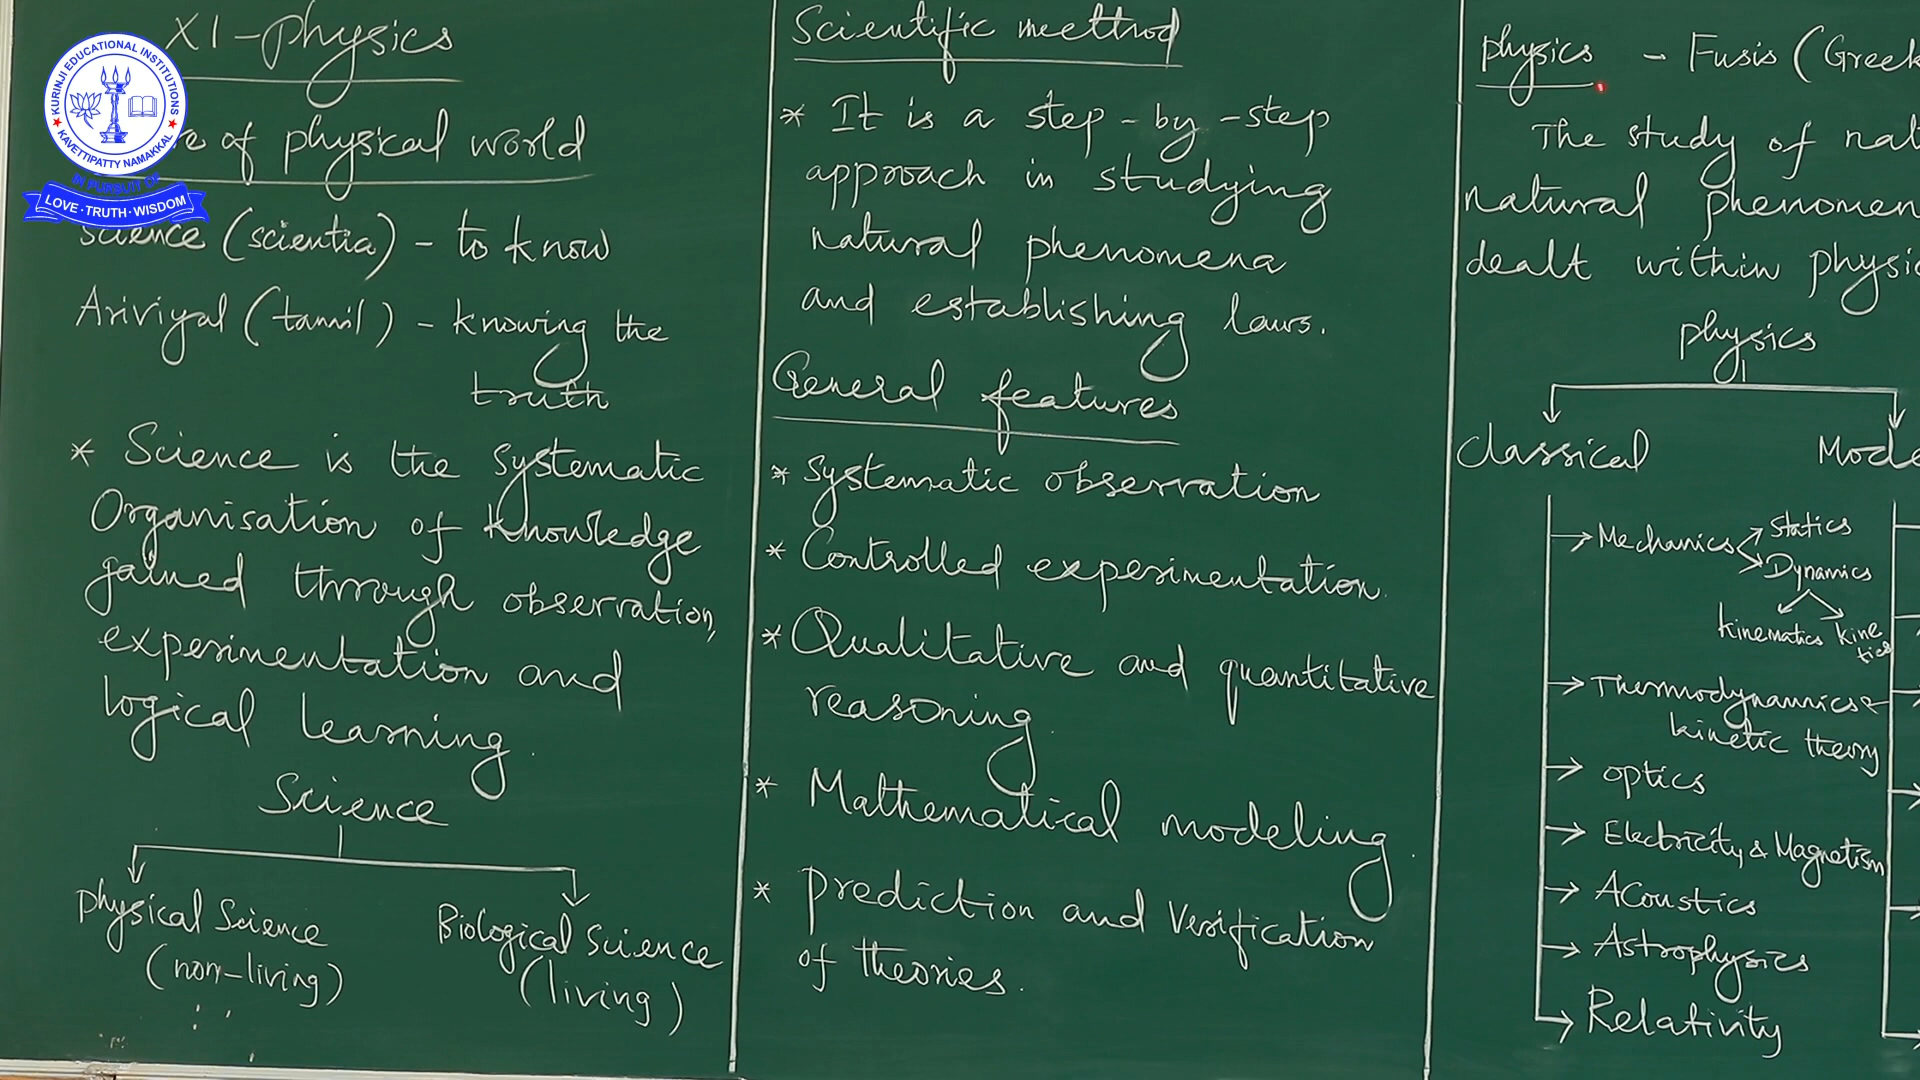 KURINJI EDUCATIONAL INSTITUTIONS
KAVETTIPATTY NAMAKKAL
IN PURSUIT OF
LOVE · TRUTH · WISDOM
XI - physics
of physical world
Science (scientia) - to know
Ariviyal (tamil) - knowing the
truth
* Science is the systematic
Organisation of knowledge
gained through observation,
experimentation and
logical learning.
Science
Physical Science
(non-living)
Biological Science
(living)
Scientific meethod
* It is a step - by - step
approach in studying
natural phenomena
and establishing laws.
General features
* Systematic observation
* Controlled experimentation.
* Qualitative and quantitative
reasoning.
* Mathematical modeling.
* prediction and Verification
of theories.
physics - Fusis (Greek
The study of nat
natural phenomen
dealt within physic
physics
Classical
Mode
Mechanics
Statics
Dynamics
kinematics kine
tics
Thermodynamics &
kinetic theory
optics
Electricity & Magnetism
Acoustics
Astrophysics
Relativity